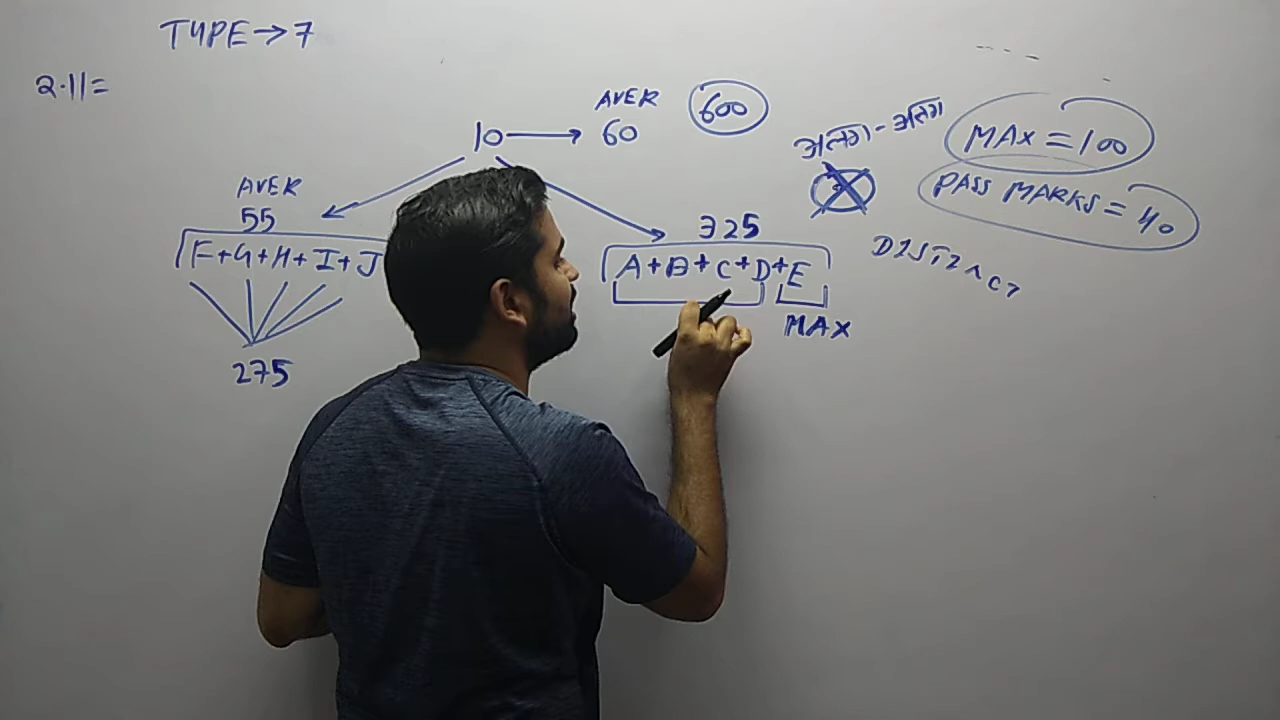 TYPE→7
2.11=
AVER
10→60
600
अलग-अलग
MAX=100
PASS MARKS=40
DISTINCT
AVER
55
F+G+H+I+J
275
325
A+B+C+D+E
MAX